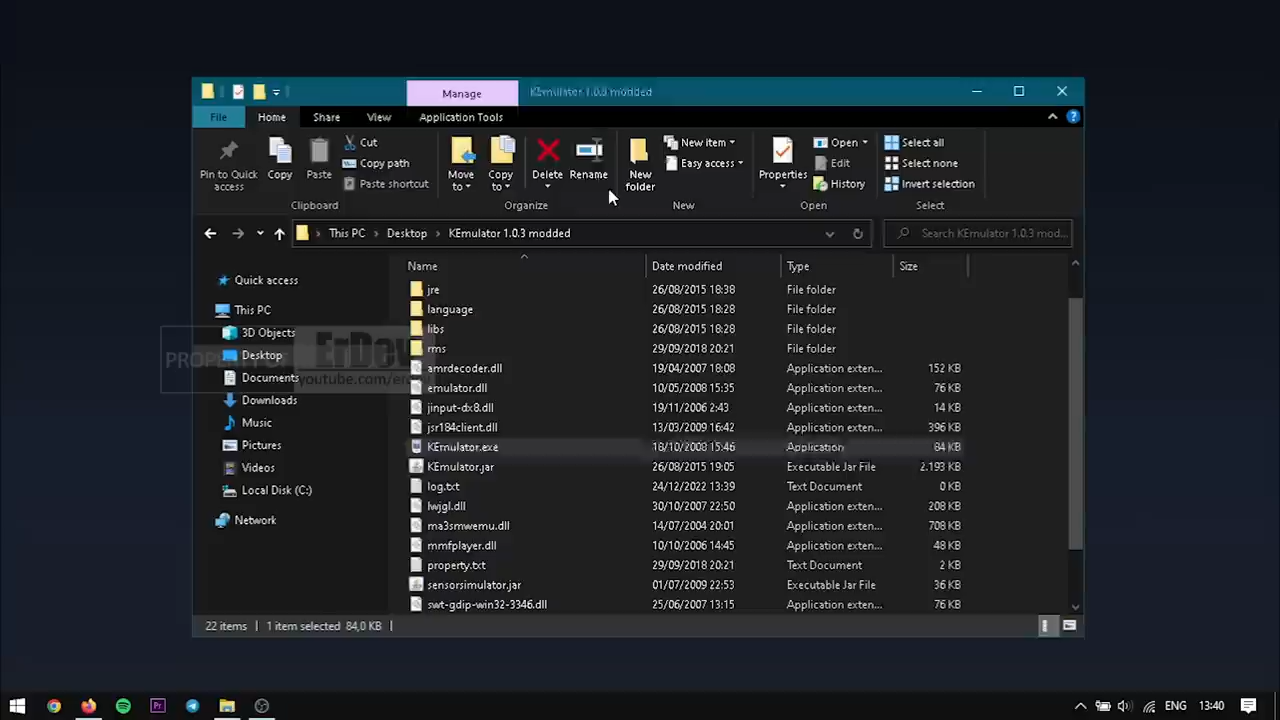 Manage
KEmulator 1.0.3 modded
File
Home
Share
View
Application Tools
Pin to Quick access
Copy
Paste
Cut
Copy path
Paste shortcut
Clipboard
Move to
Copy to
Delete
Rename
Organize
New folder
New item
Easy access
New
Properties
Open
Edit
History
Open
Select all
Select none
Invert selection
Select
This PC
Desktop
KEmulator 1.0.3 modded
Search KEmulator 1.0.3 mod...
Quick access
This PC
3D Objects
Desktop
Documents
Downloads
Music
Pictures
Videos
Local Disk (C:)
Network
PROPERTY OF
youtube.com/
Name Date modified Type Size
jre 26/08/2015 18:38 File folder
language 26/08/2015 18:28 File folder
libs 26/08/2015 18:28 File folder
rms 29/09/2018 20:21 File folder
amrdecoder.dll 19/04/2007 18:08 Application exten... 152 KB
emulator.dll 10/05/2008 15:35 Application exten... 76 KB
jinput-dx8.dll 19/11/2006 2:43 Application exten... 14 KB
jsr184client.dll 13/03/2009 16:42 Application exten... 396 KB
KEmulator.exe 18/10/2008 15:46 Application 84 KB
KEmulator.jar 26/08/2015 19:05 Executable Jar File 2.193 KB
log.txt 24/12/2022 13:39 Text Document 0 KB
lwjgl.dll 30/10/2007 22:50 Application exten... 208 KB
ma3smwemu.dll 14/07/2004 20:01 Application exten... 708 KB
mmfplayer.dll 10/10/2006 14:45 Application exten... 48 KB
property.txt 29/09/2018 20:21 Text Document 2 KB
sensorsimulator.jar 01/07/2009 22:53 Executable Jar File 36 KB
swt-gdip-win32-3346.dll 25/06/2007 13:15 Application exten... 76 KB
22 items 1 item selected 84,0 KB
ENG 13:40